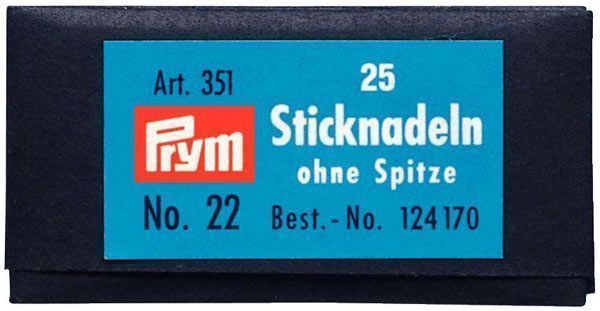 Art. 351
Prym
No. 22
25
Sticknadeln
ohne Spitze
Best.-No. 124170